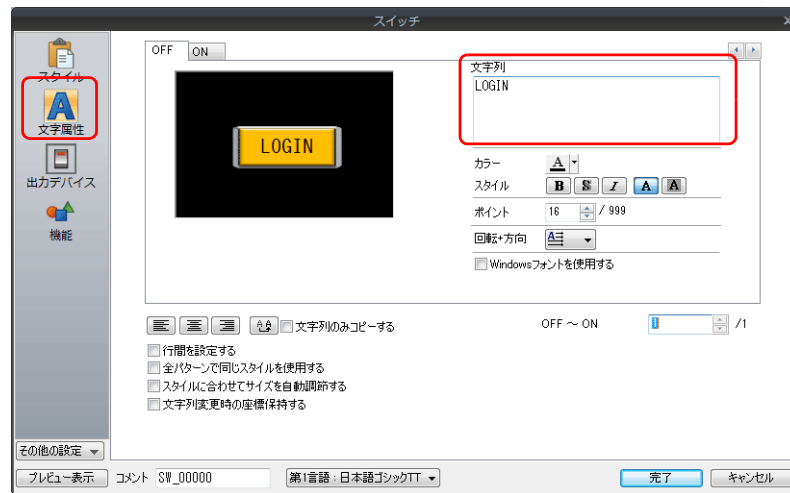 スイッチ
スタイル
文字属性
出力デバイス
機能
OFF ON
LOGIN
文字列
LOGIN
カラー A
スタイル B S I A A
ポイント 16 / 999
回転+方向 A
Windowsフォントを使用する
文字列のみコピーする
OFF ～ ON 1 /1
行間を設定する
全パターンで同じスタイルを使用する
スタイルに合わせてサイズを自動調節する
文字列変更時の座標保持する
その他の設定
プレビュー表示 コメント SW_00000 第1言語 : 日本語ゴシックTT 完了 キャンセル